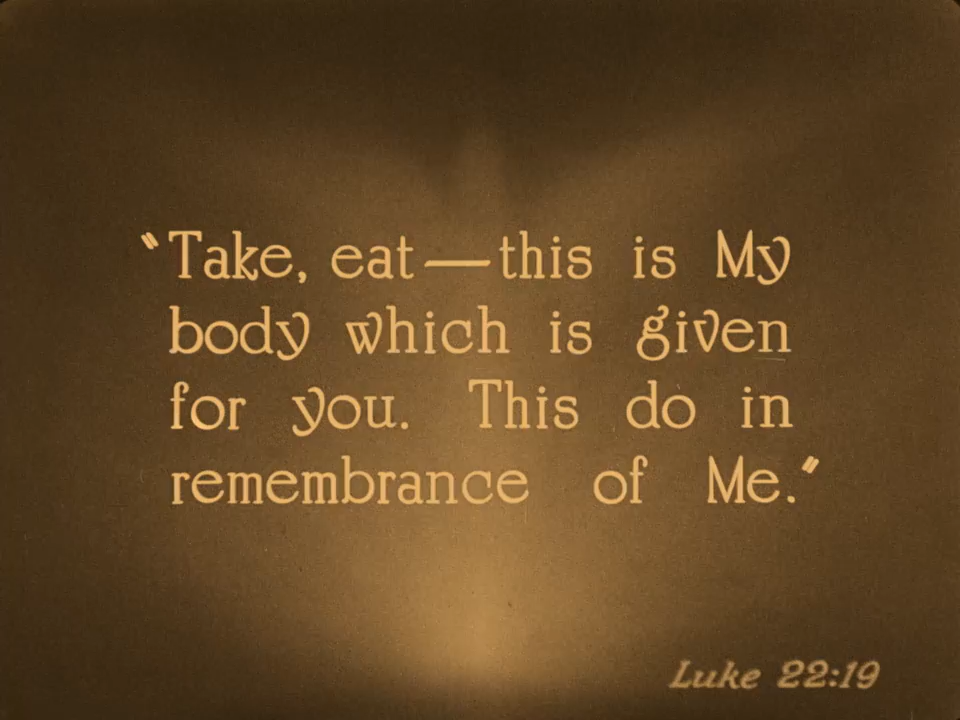 "Take, eat—this is My
body which is given
for you. This do in
remembrance of Me."
Luke 22:19